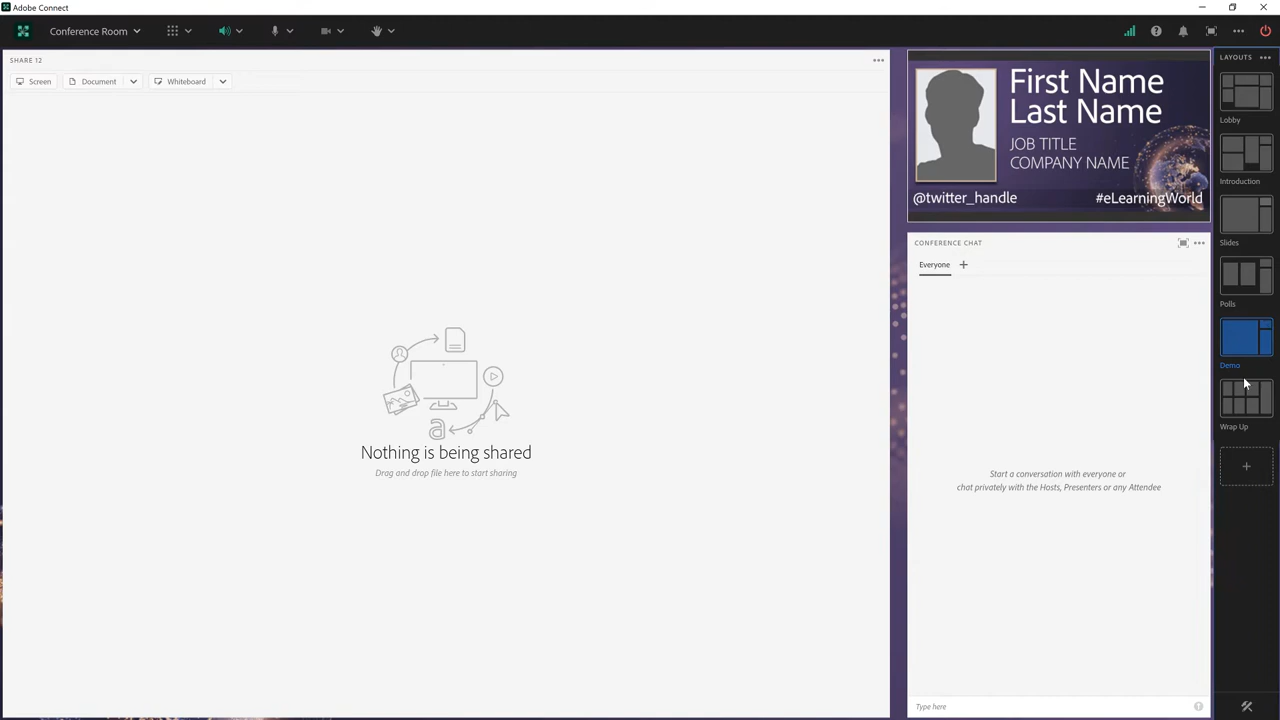 Adobe Connect
Conference Room
SHARE 12
Screen
Document
Whiteboard
Nothing is being shared
Drag and drop file here to start sharing
First Name
Last Name
JOB TITLE
COMPANY NAME
@twitter_handle
#eLearningWorld
CONFERENCE CHAT
Everyone
Start a conversation with everyone or
chat privately with the Hosts, Presenters or any Attendee
Type here
LAYOUTS
Lobby
Introduction
Slides
Polls
Demo
Wrap Up